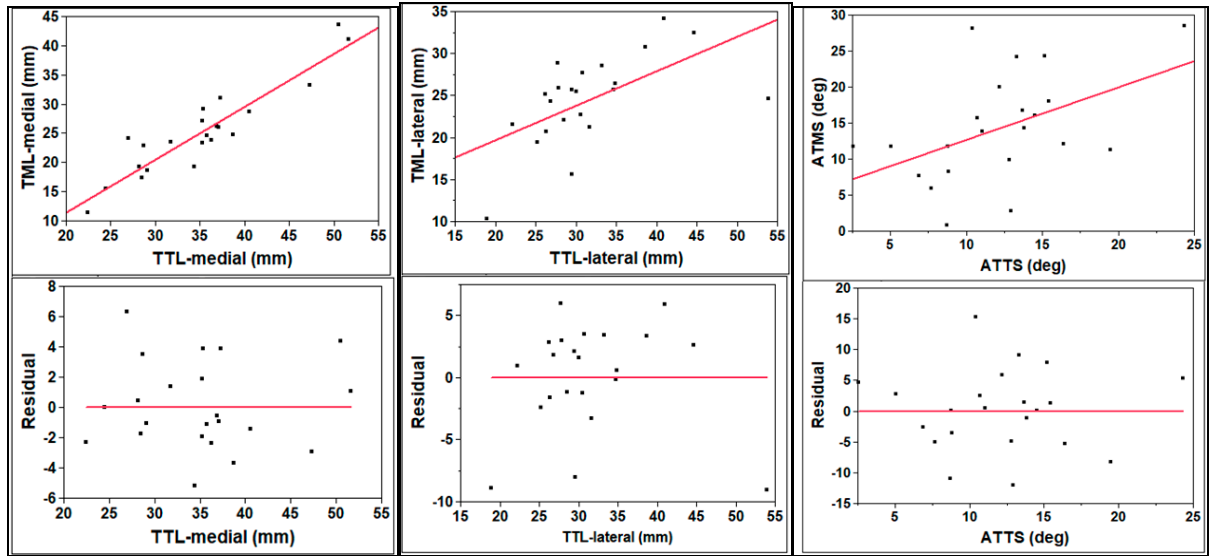 45
40
35
30
25
20
15
10
20 25 30 35 40 45 50 55
TML-medial (mm)
TTL-medial (mm)
35
30
25
20
15
10
15 20 25 30 35 40 45 50 55
TML-lateral (mm)
TTL-lateral (mm)
30
25
20
15
10
5
0
5 10 15 20 25
ATMS (deg)
ATTS (deg)
8
6
4
2
0
-2
-4
-6
20 25 30 35 40 45 50 55
Residual
TTL-medial (mm)
5
0
-5
-10
15 20 25 30 35 40 45 50 55
Residual
TTL-lateral (mm)
20
15
10
5
0
-5
-10
-15
5 10 15 20 25
Residual
ATTS (deg)